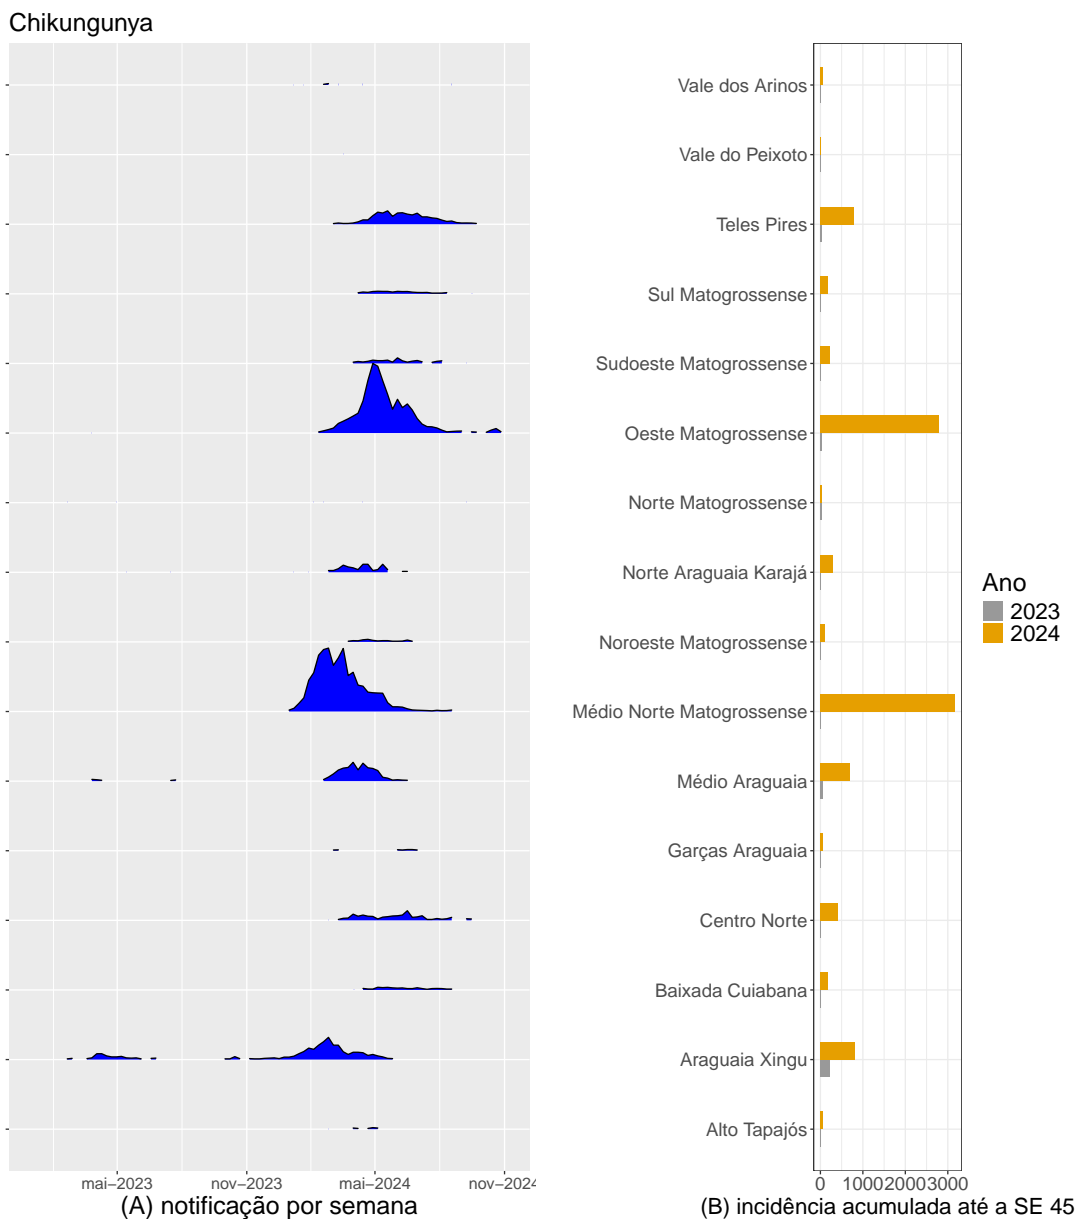 Chikungunya
Vale dos Arinos
Vale do Peixoto
Teles Pires
Sul Matogrossense
Sudoeste Matogrossense
Oeste Matogrossense
Norte Matogrossense
Norte Araguaia Karajá
Noroeste Matogrossense
Médio Norte Matogrossense
Médio Araguaia
Garças Araguaia
Centro Norte
Baixada Cuiabana
Araguaia Xingu
Alto Tapajós
Ano
2023
2024
mai−2023 nov−2023 mai−2024 nov−2024
0 1000 2000 3000
(A) notificação por semana
(B) incidência acumulada até a SE 45